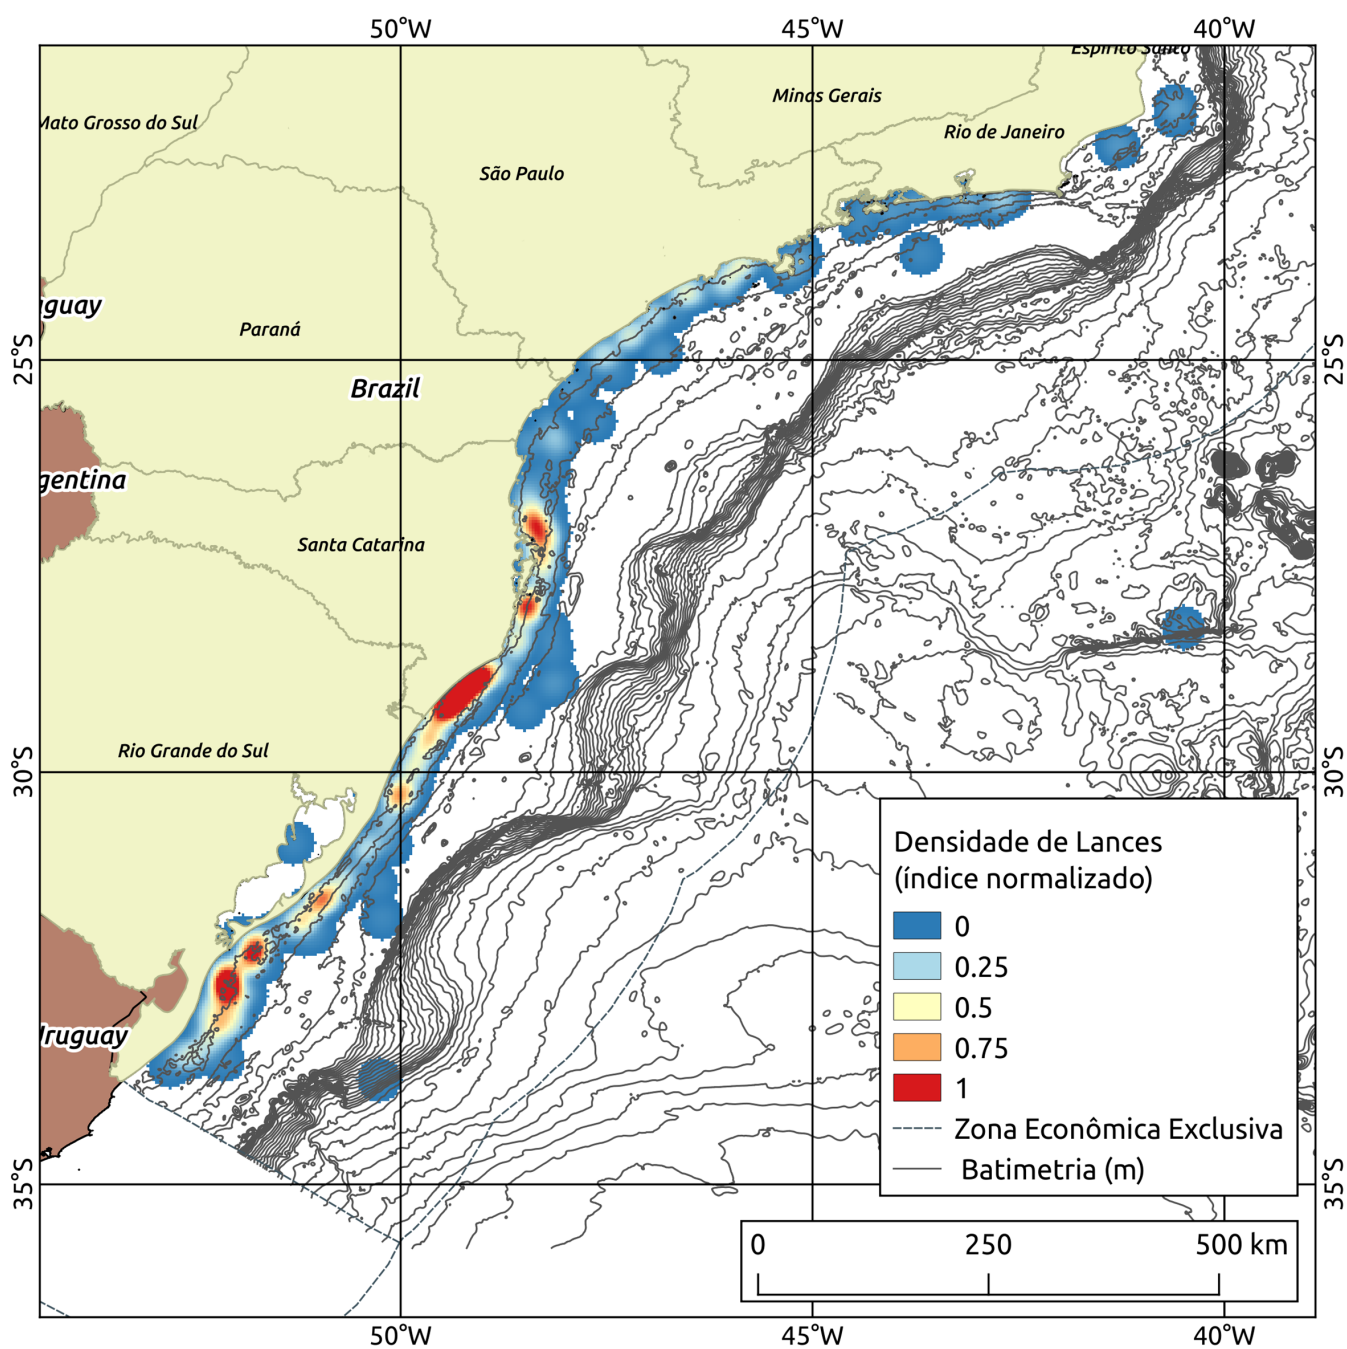 50°W
45°W
40°W
Espírito Santo
Minas Gerais
Mato Grosso do Sul
Rio de Janeiro
São Paulo
guay
Paraná
25°S
25°S
Brazil
gentina
Santa Catarina
Rio Grande do Sul
30°S
30°S
Densidade de Lances
(índice normalizado)
0
0.25
0.5
0.75
1
Zona Econômica Exclusiva
Batimetria (m)
Uruguay
35°S
35°S
0 250 500 km
50°W
45°W
40°W